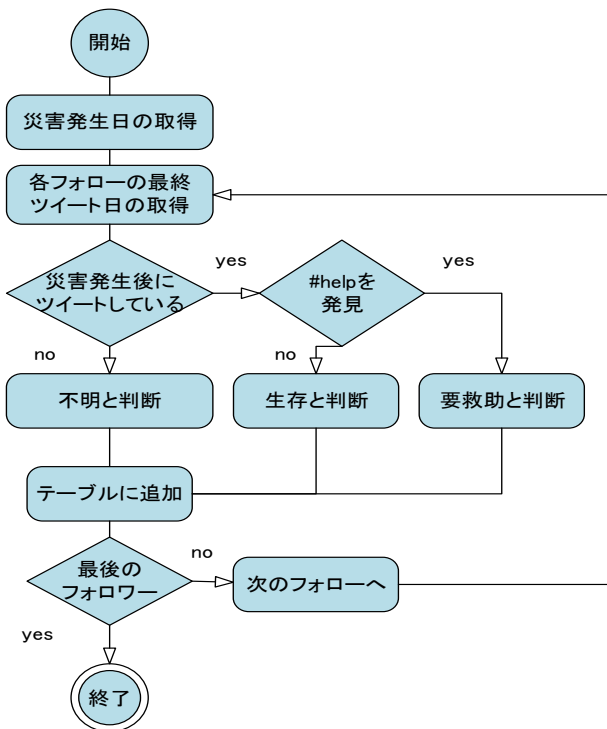 開始
災害発生日の取得
各フォローの最終
ツイート日の取得
災害発生後に
ツイートしている
yes
#helpを
発見
yes
no
no
不明と判断
生存と判断
要救助と判断
テーブルに追加
最後の
フォロワー
no
次のフォローへ
yes
終了